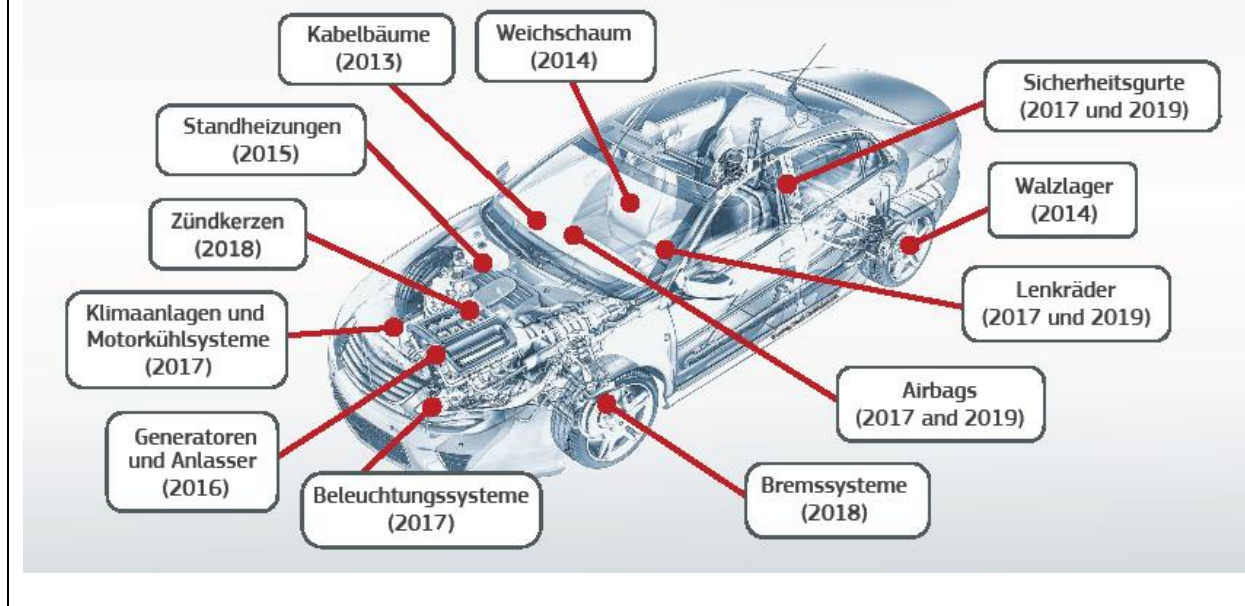 Kabelbäume
(2013)
Weichschaum
(2014)
Sicherheitsgurte
(2017 und 2019)
Standheizungen
(2015)
Walzlager
(2014)
Zündkerzen
(2018)
Lenkräder
(2017 und 2019)
Klimaanlagen und
Motorkühlsysteme
(2017)
Airbags
(2017 and 2019)
Generatoren
und Anlasser
(2016)
Beleuchtungssysteme
(2017)
Bremssysteme
(2018)